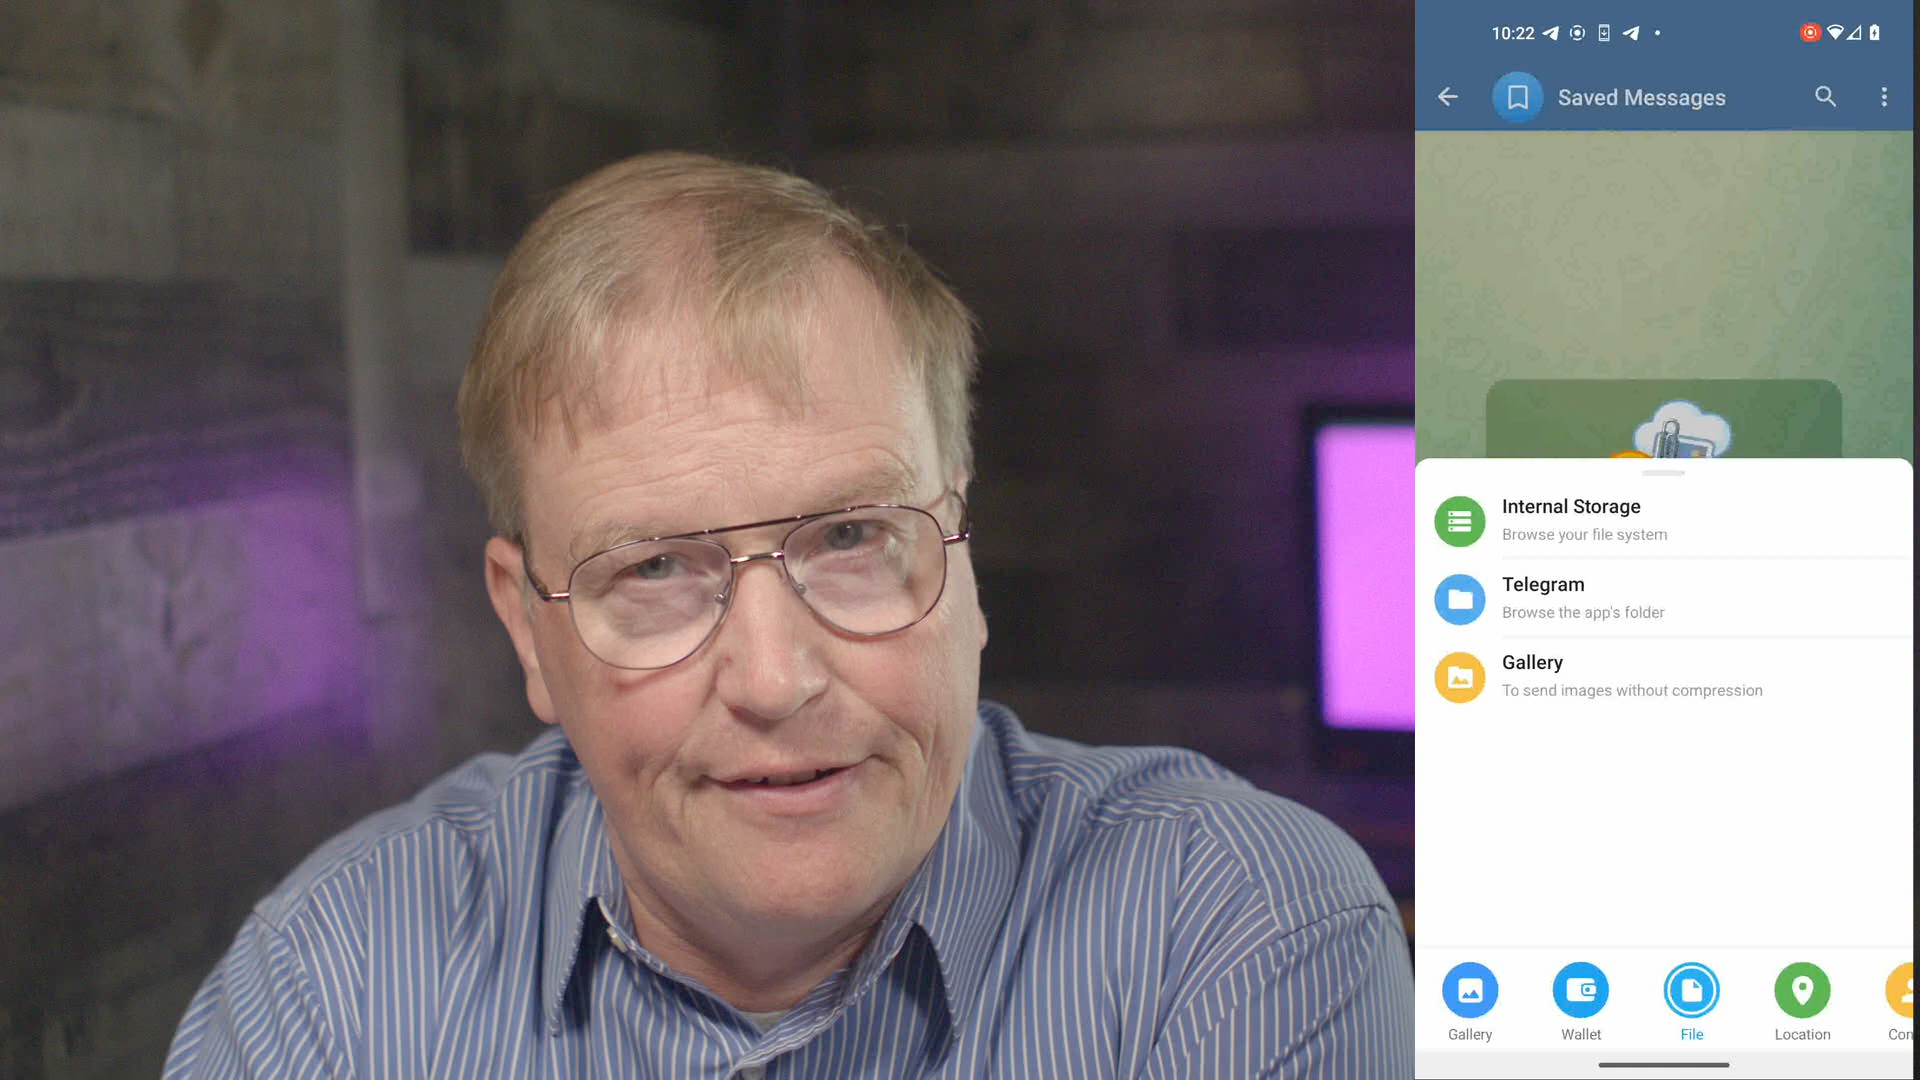 10:22
Saved Messages
Internal Storage
Browse your file system
Telegram
Browse the app's folder
Gallery
To send images without compression
Gallery Wallet File Location Con